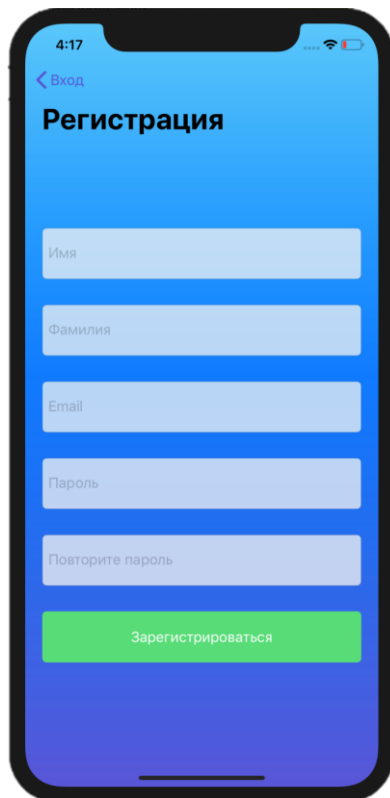 4:17
Вход
Регистрация
Имя
Фамилия
Email
Пароль
Повторите пароль
Зарегистрироваться